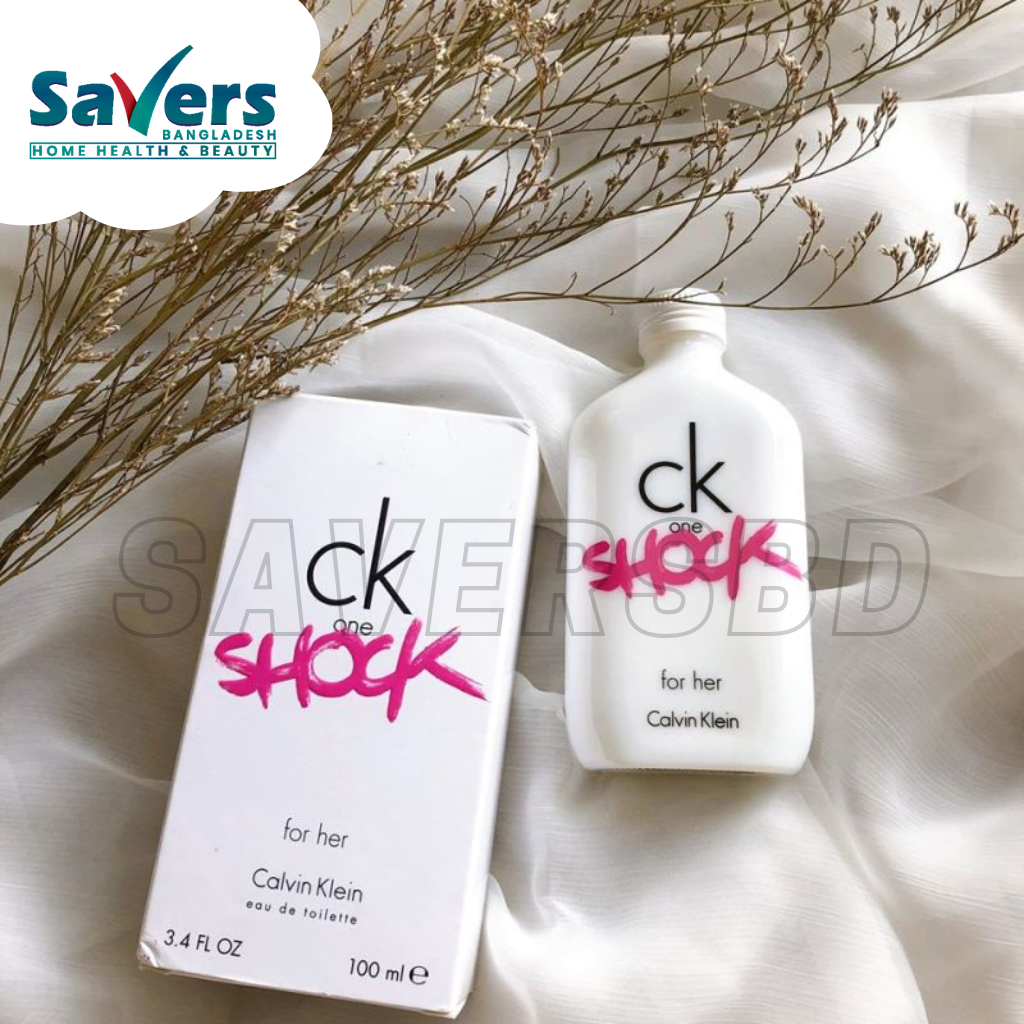 Savers
BANGLADESH
HOME HEALTH & BEAUTY
SAVERSBD
ck
one
SHOCK
for her
Calvin Klein
eau de toilette
3.4 FL OZ
100 ml e
ck
one
SHOCK
for her
Calvin Klein